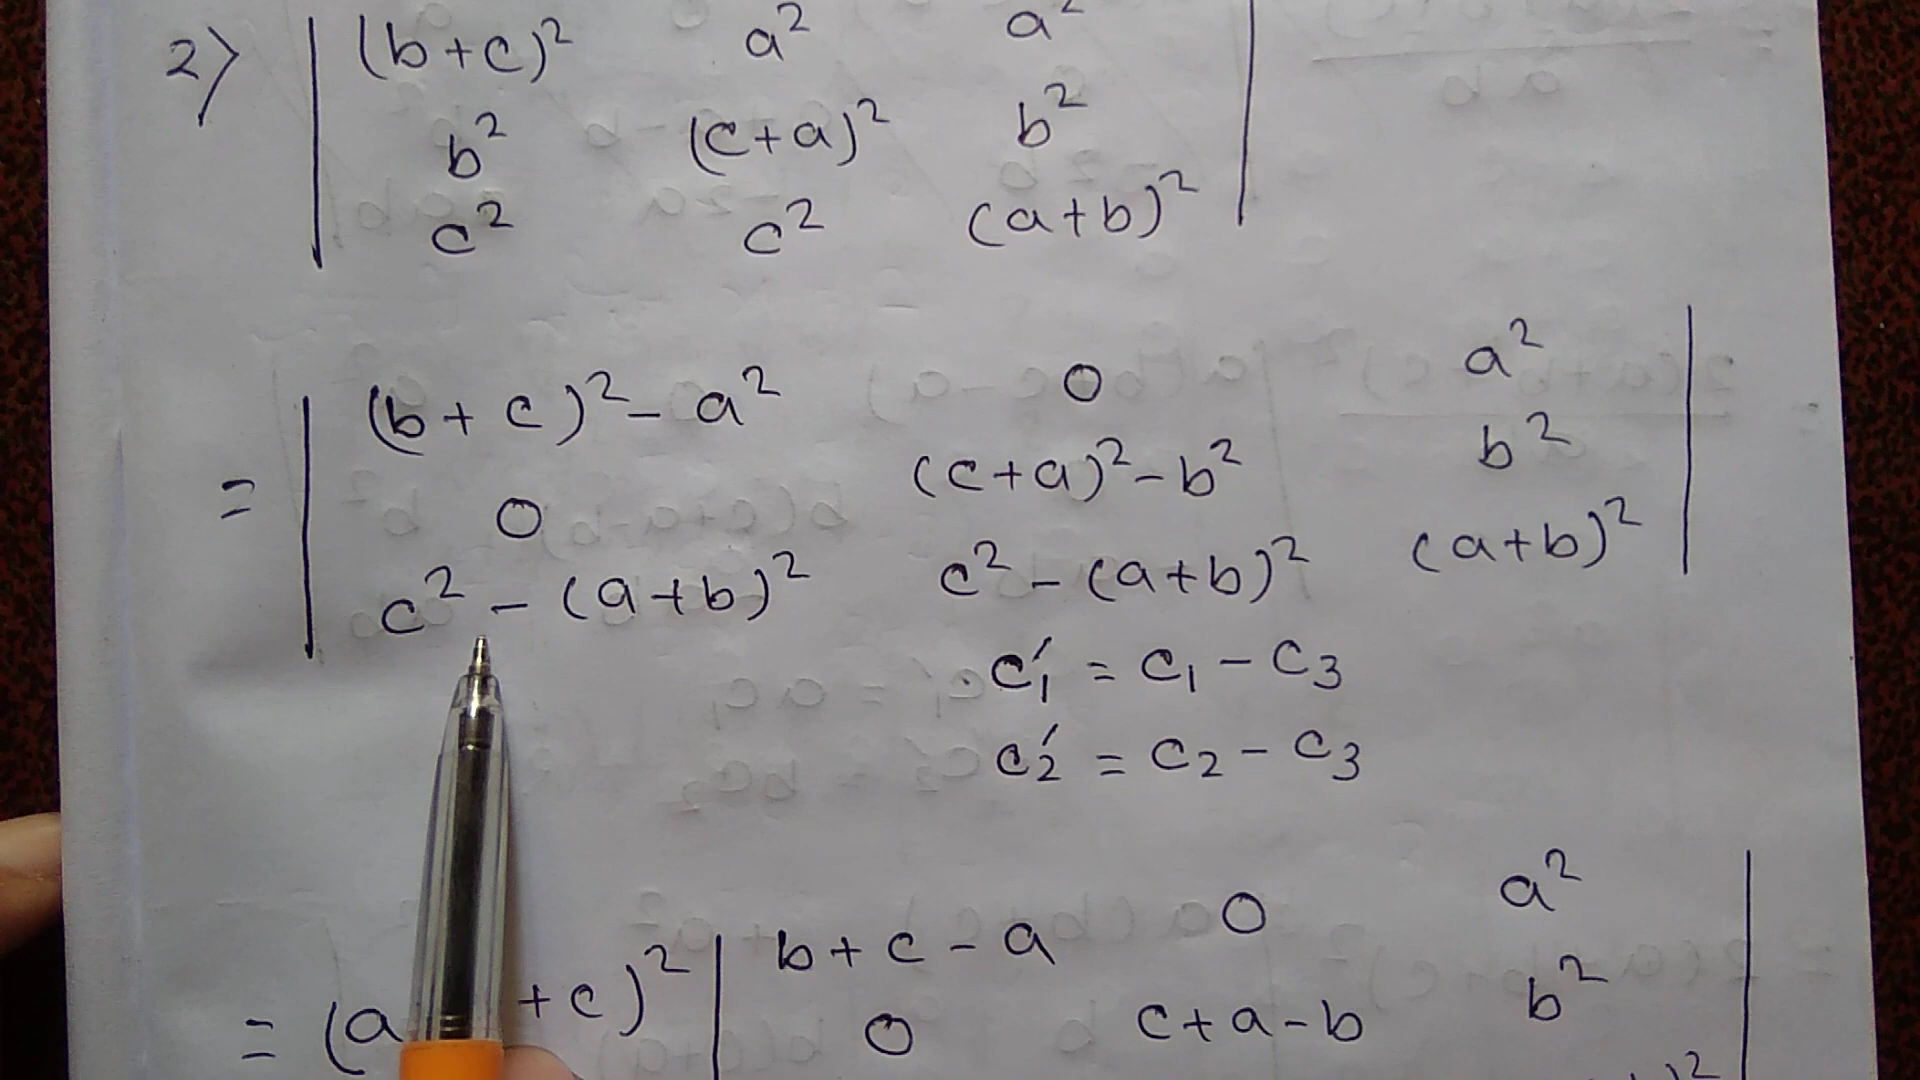 2) | (b+c)² a² a² |
b² (c+a)² b²
c² c² (a+b)²
= | (b+c)²-a² 0 a² |
0 (c+a)²-b² b²
c²-(a+b)² c²-(a+b)² (a+b)²
c₁′ = c₁ - c₃
c₂′ = c₂ - c₃
= (a +c)² | b+c-a 0 a² |
0 c+a-b b²